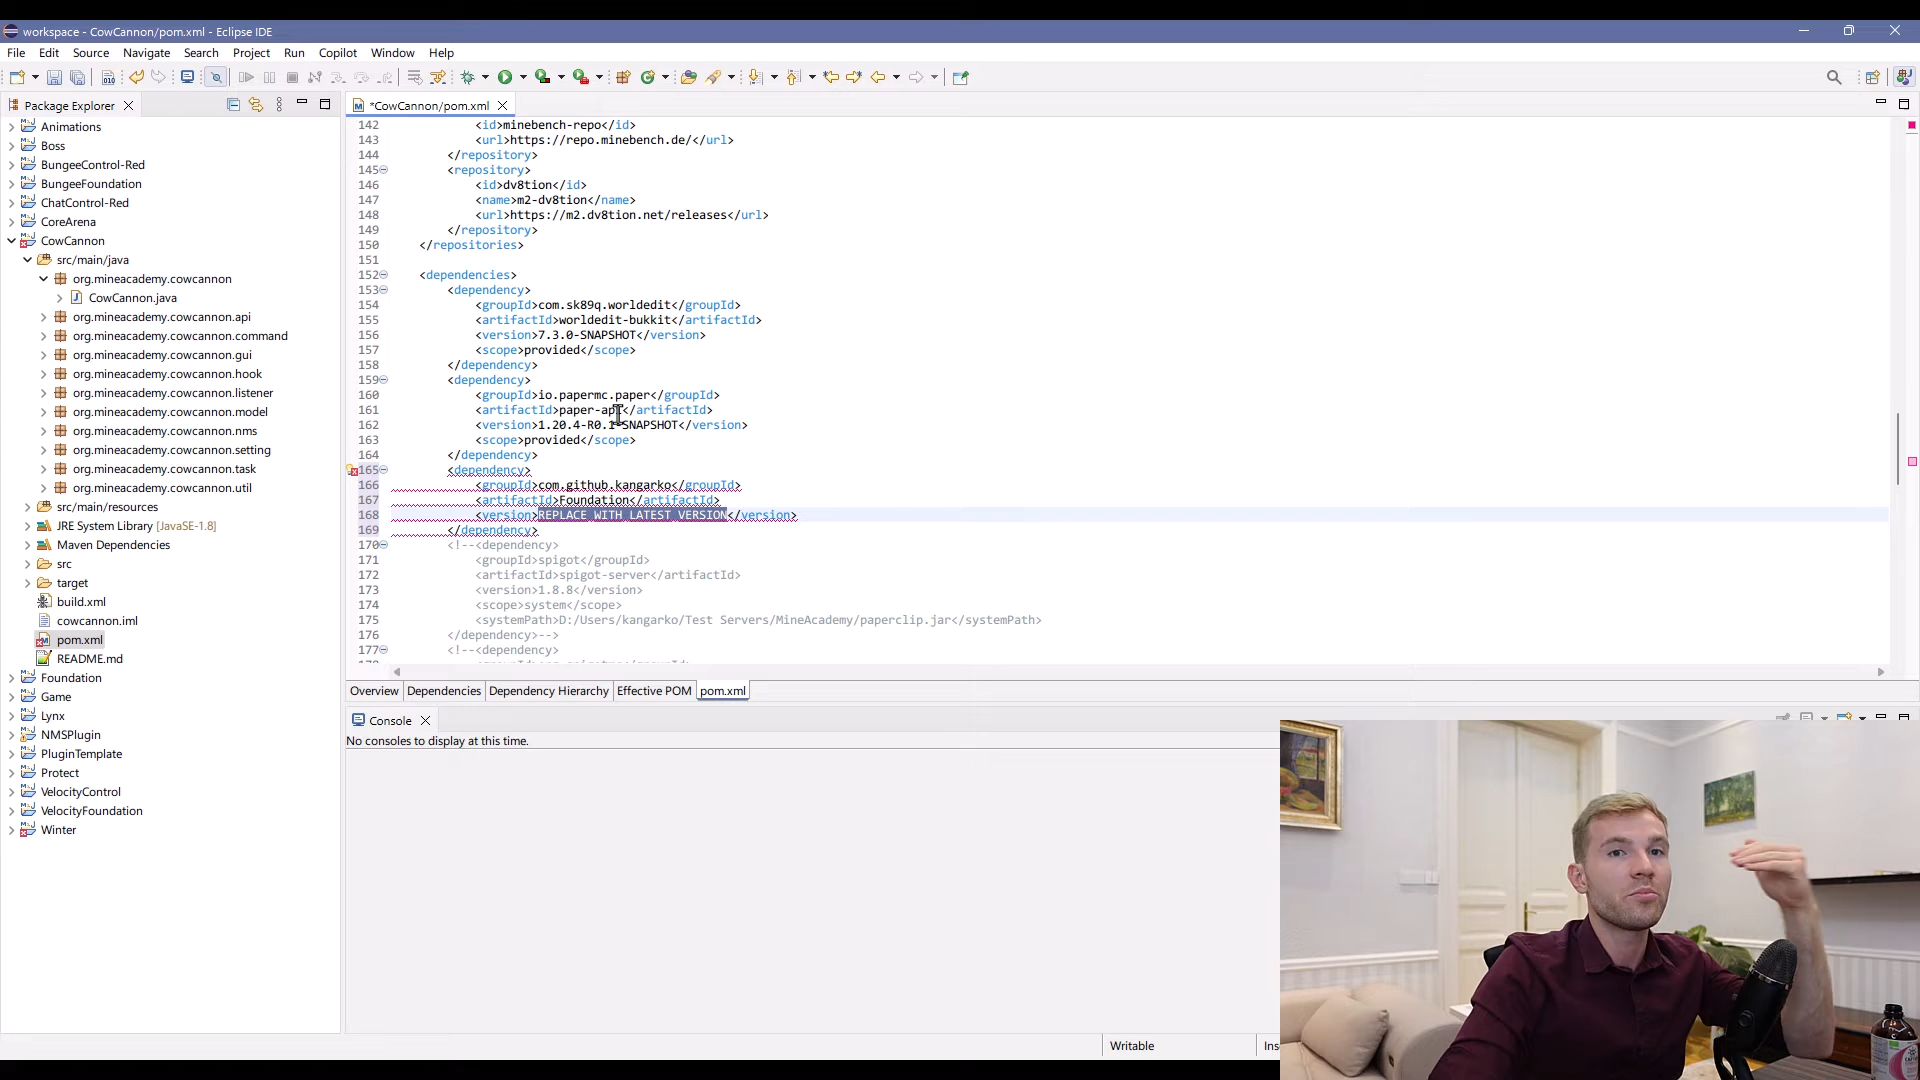 workspace - CowCannon/pom.xml - Eclipse IDE
File Edit Source Navigate Search Project Run Copilot Window Help
Package Explorer
Animations
Boss
BungeeControl-Red
BungeeFoundation
ChatControl-Red
CoreArena
CowCannon
src/main/java
org.mineacademy.cowcannon
CowCannon.java
org.mineacademy.cowcannon.api
org.mineacademy.cowcannon.command
org.mineacademy.cowcannon.gui
org.mineacademy.cowcannon.hook
org.mineacademy.cowcannon.listener
org.mineacademy.cowcannon.model
org.mineacademy.cowcannon.nms
org.mineacademy.cowcannon.setting
org.mineacademy.cowcannon.task
org.mineacademy.cowcannon.util
src/main/resources
JRE System Library [JavaSE-1.8]
Maven Dependencies
src
target
build.xml
cowcannon.iml
pom.xml
README.md
Foundation
Game
Lynx
NMSPlugin
PluginTemplate
Protect
VelocityControl
VelocityFoundation
Winter
*CowCannon/pom.xml
142 <id>minebench-repo</id>
143 <url>https://repo.minebench.de/</url>
144 </repository>
145 <repository>
146 <id>dv8tion</id>
147 <name>m2-dv8tion</name>
148 <url>https://m2.dv8tion.net/releases</url>
149 </repository>
150 </repositories>
151
152 <dependencies>
153 <dependency>
154 <groupId>com.sk89q.worldedit</groupId>
155 <artifactId>worldedit-bukkit</artifactId>
156 <version>7.3.0-SNAPSHOT</version>
157 <scope>provided</scope>
158 </dependency>
159 <dependency>
160 <groupId>io.papermc.paper</groupId>
161 <artifactId>paper-api</artifactId>
162 <version>1.20.4-R0.1-SNAPSHOT</version>
163 <scope>provided</scope>
164 </dependency>
165 <dependency>
166 <groupId>com.github.kangarko</groupId>
167 <artifactId>Foundation</artifactId>
168 <version>REPLACE_WITH_LATEST_VERSION</version>
169 </dependency>
170 <!--<dependency>
171 <groupId>spigot</groupId>
172 <artifactId>spigot-server</artifactId>
173 <version>1.8.8</version>
174 <scope>system</scope>
175 <systemPath>D:/Users/kangarko/Test Servers/MineAcademy/paperclip.jar</systemPath>
176 </dependency>-->
177 <!--<dependency>
Overview Dependencies Dependency Hierarchy Effective POM pom.xml
Console
No consoles to display at this time.
Writable